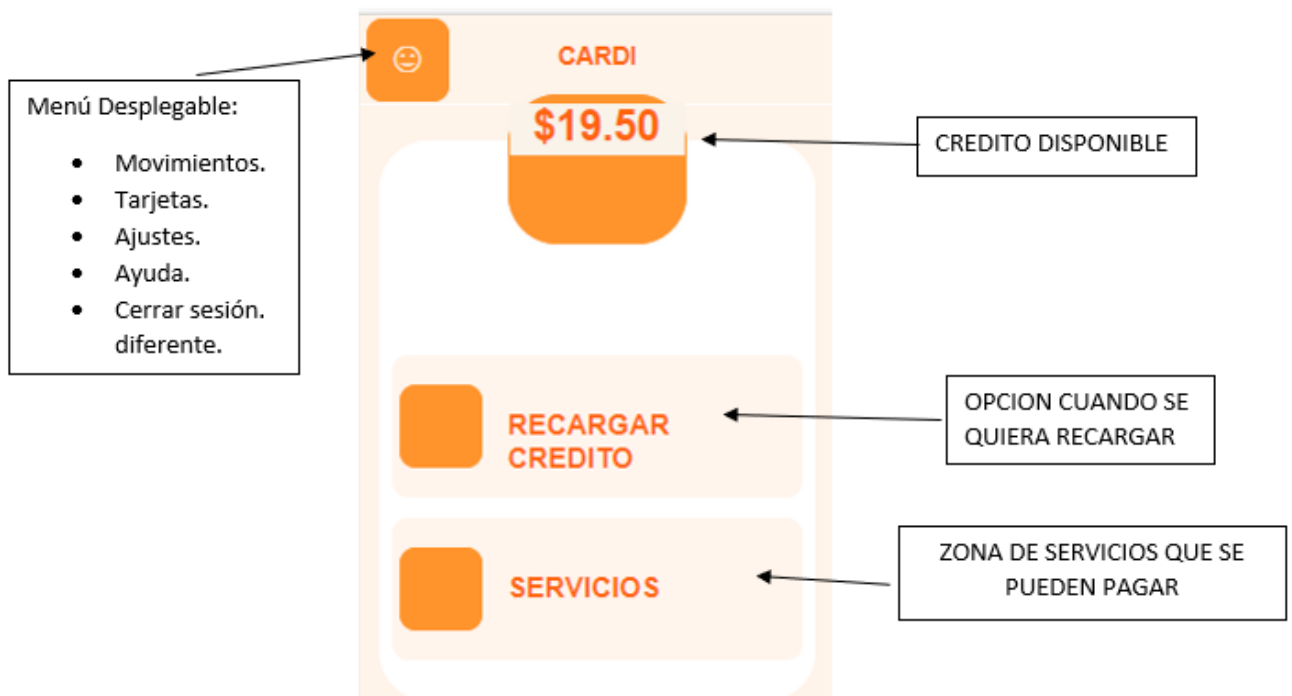 CARDI
Menú Desplegable:
Movimientos.
Tarjetas.
Ajustes.
Ayuda.
Cerrar sesión.
diferente.
$19.50
CREDITO DISPONIBLE
RECARGAR
CREDITO
OPCION CUANDO SE
QUIERA RECARGAR
SERVICIOS
ZONA DE SERVICIOS QUE SE
PUEDEN PAGAR